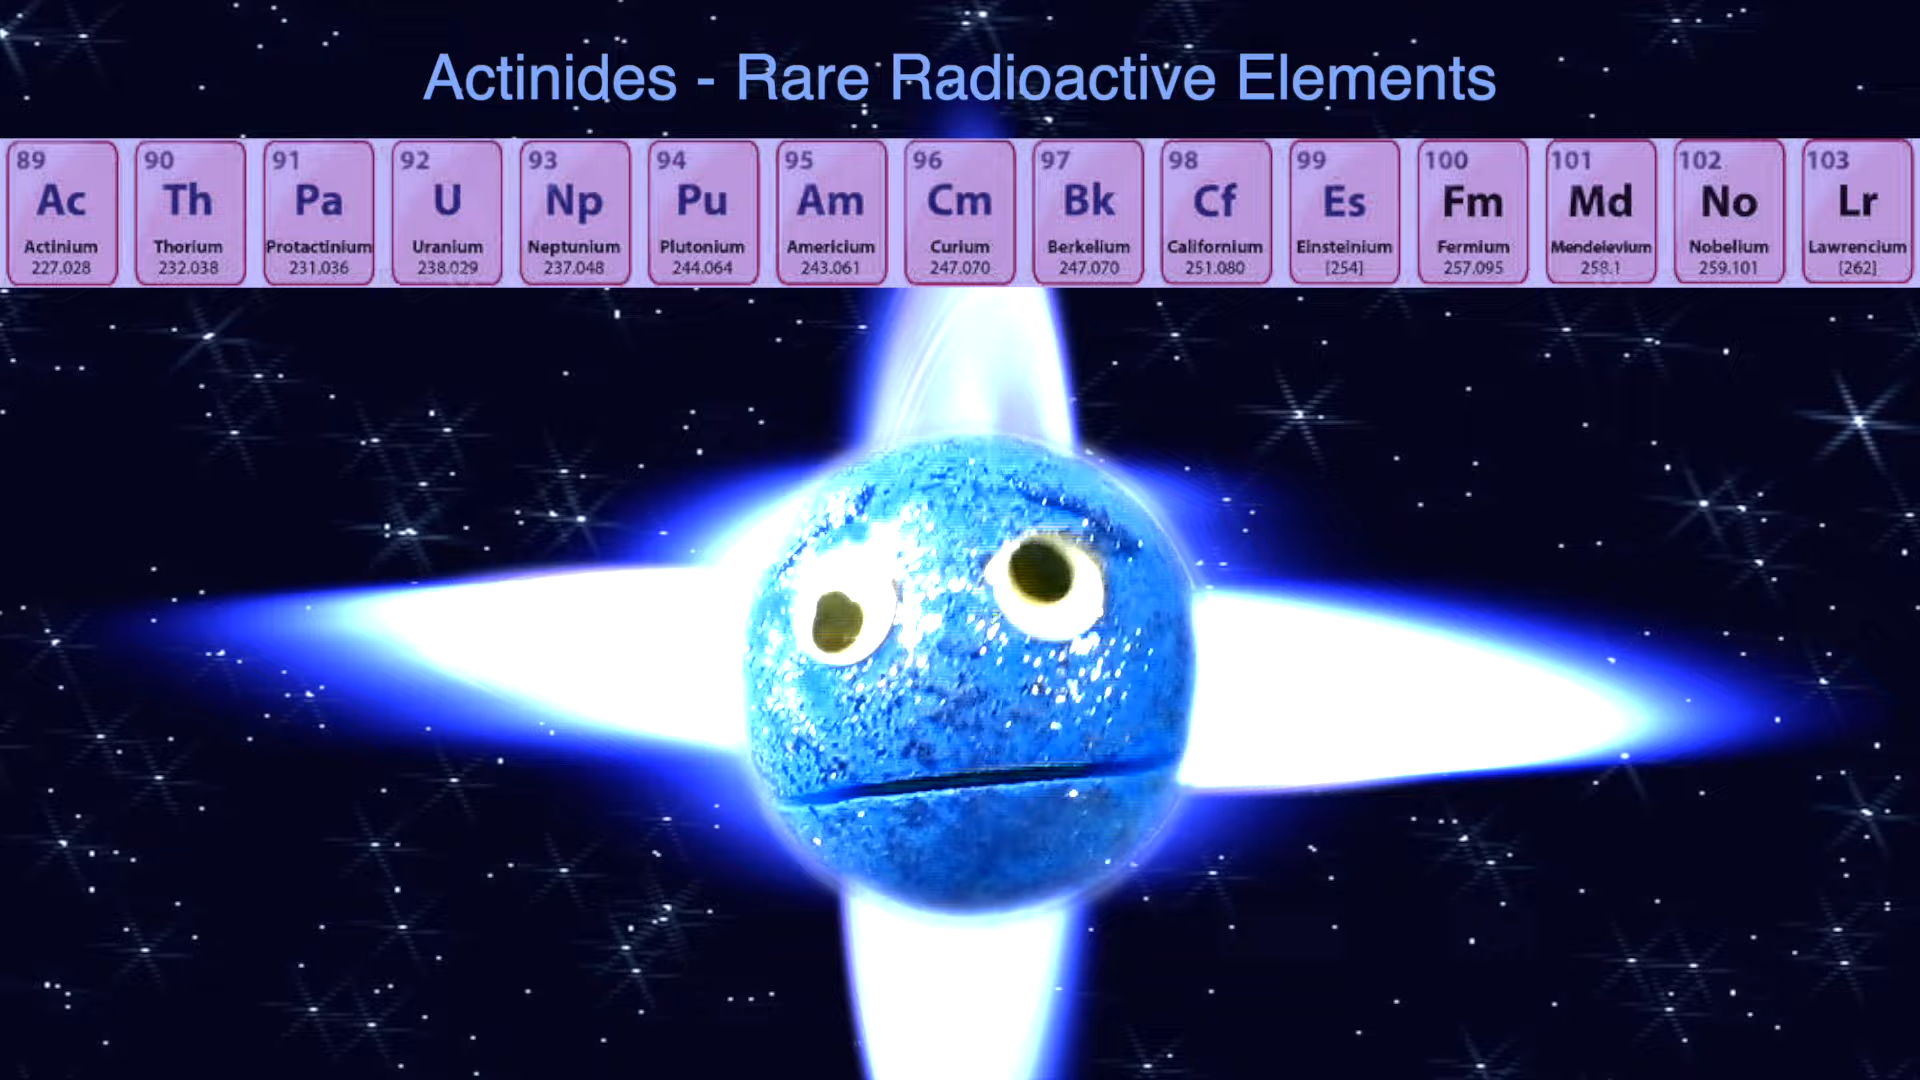 Actinides - Rare Radioactive Elements
89 90 91 92 93 94 95 96 97 98 99 100 101 102 103
Ac Th Pa U Np Pu Am Cm Bk Cf Es Fm Md No Lr
Actinium Thorium Protactinium Uranium Neptunium Plutonium Americium Curium Berkelium Californium Einsteinium Fermium Mendelevium Nobelium Lawrencium
227.028 232.038 231.036 238.029 237.048 244.064 243.061 247.070 247.070 251.080 [254] 257.095 258.1 259.101 [262]